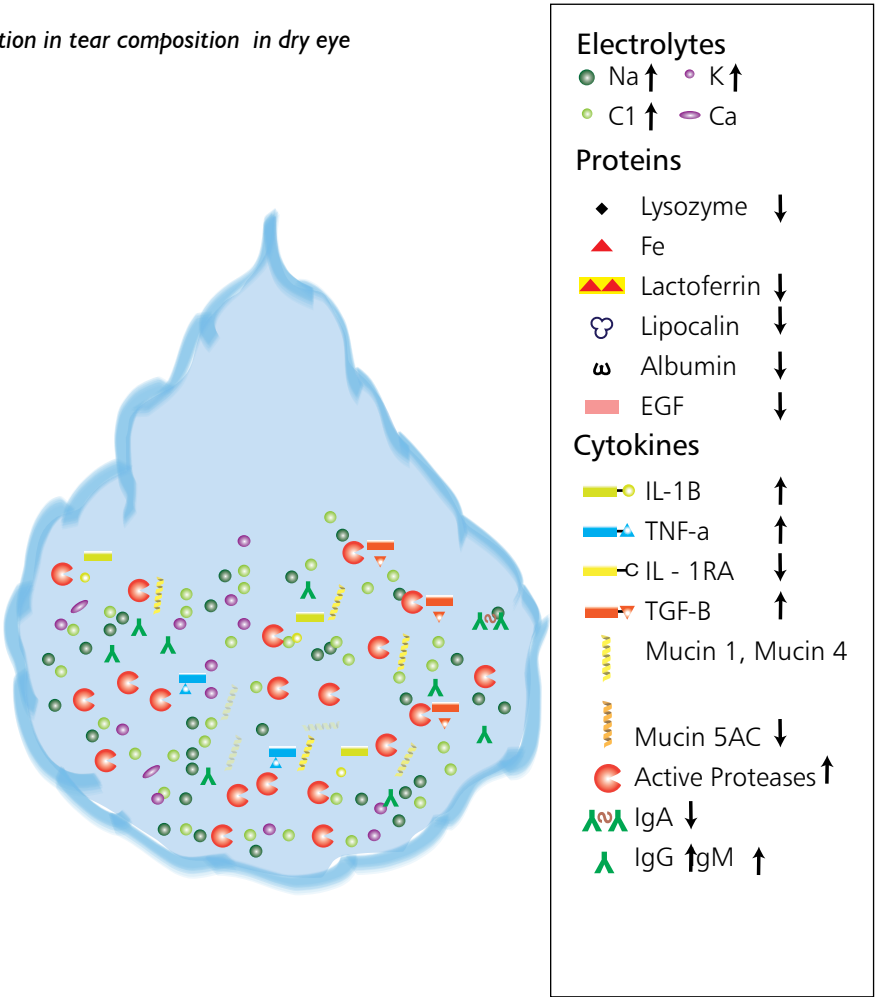 tion in tear composition in dry eye
Electrolytes
Na ↑ K ↑
C1 ↑ Ca
Proteins
Lysozyme ↓
Fe
Lactoferrin ↓
Lipocalin ↓
ω Albumin ↓
EGF ↓
Cytokines
IL-1B ↑
TNF-a ↑
IL - 1RA ↓
TGF-B ↑
Mucin 1, Mucin 4
Mucin 5AC ↓
Active Proteases ↑
IgA ↓
IgG ↑gM ↑